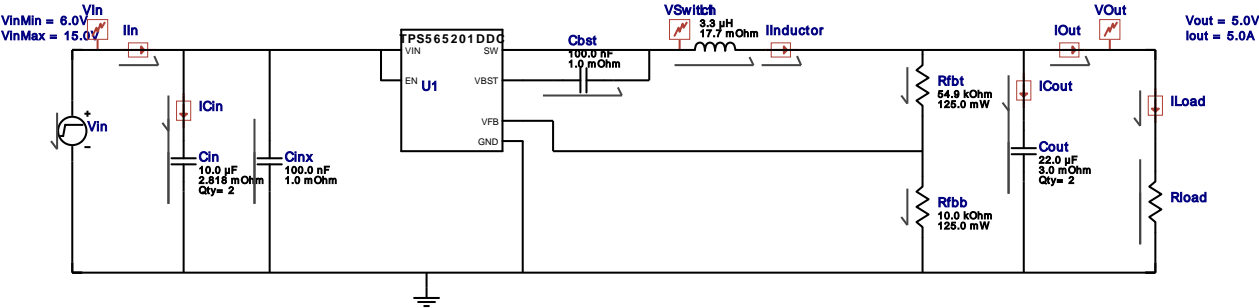 VinMin = 6.0V
VinMax = 15.0V
Vin
IIn
Vin
+
-
ICin
Cin
10.0 µF
2.818 mOhm
Qty= 2
Cinx
100.0 nF
1.0 mOhm
TPS565201DDC
VIN
SW
EN
U1
VBST
VFB
GND
Cbst
100.0 nF
1.0 mOhm
VSwitch
L1
3.3 µH
17.7 mOhm
IInductor
Rfbt
54.9 kOhm
125.0 mW
Rfbb
10.0 kOhm
125.0 mW
ICout
Cout
22.0 µF
3.0 mOhm
Qty= 2
IOut
VOut
Vout = 5.0V
Iout = 5.0A
ILoad
Rload